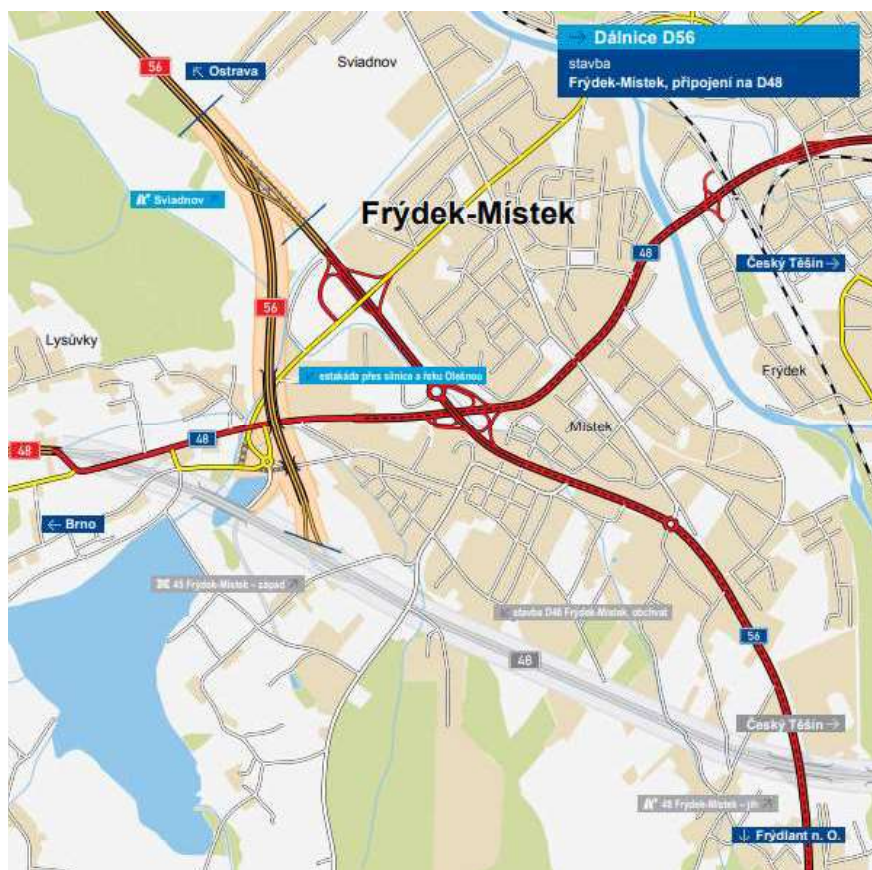 → Dálnice D56
stavba
Frýdek-Místek, připojení na D48
56
↖ Ostrava
Sviadnov
Sviadnov
Frýdek-Místek
48
Český Těšín →
56
Lysůvky
Frýdek
estakáda přes silnice a řeku Olešnou
Místek
48
48
← Brno
48 Frýdek-Místek – západ
stavba D48 Frýdek-Místek, obchvat
56
48
Český Těšín →
48 Frýdek-Místek – jih
↓ Frýdlant n. O.